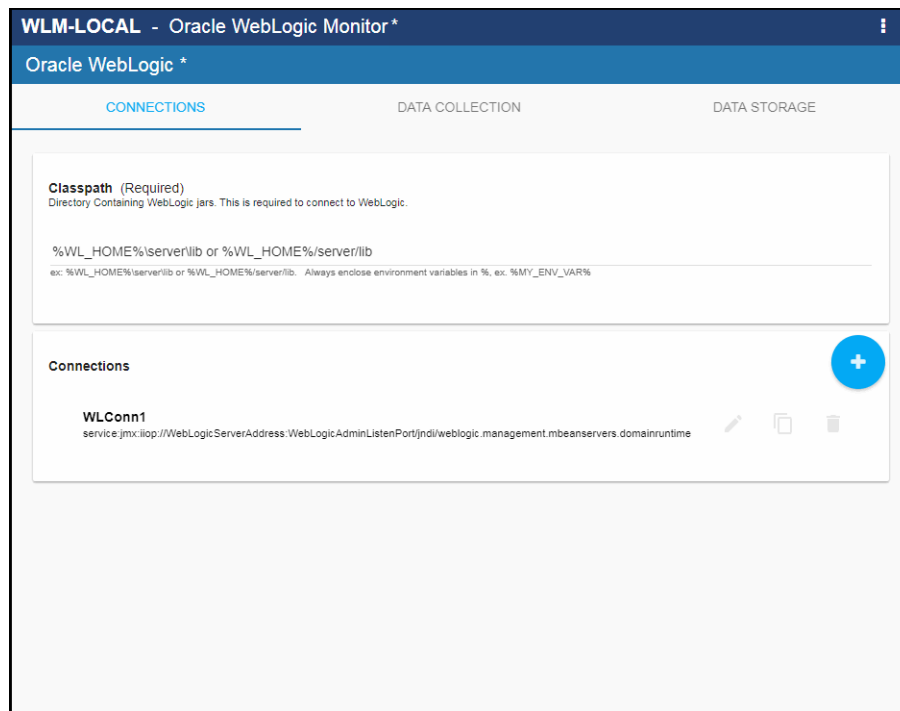 WLM-LOCAL - Oracle WebLogic Monitor*
Oracle WebLogic *
CONNECTIONS DATA COLLECTION DATA STORAGE
Classpath (Required)
Directory Containing WebLogic jars. This is required to connect to WebLogic.
%WL_HOME%\server\lib or %WL_HOME%/server/lib
ex: %WL_HOME%\server\lib or %WL_HOME%/server/lib. Always enclose environment variables in %, ex. %MY_ENV_VAR%
Connections
WLConn1
service:jmx:iiop://WebLogicServerAddress:WebLogicAdminListenPort/jndi/weblogic.management.mbeanservers.domainruntime